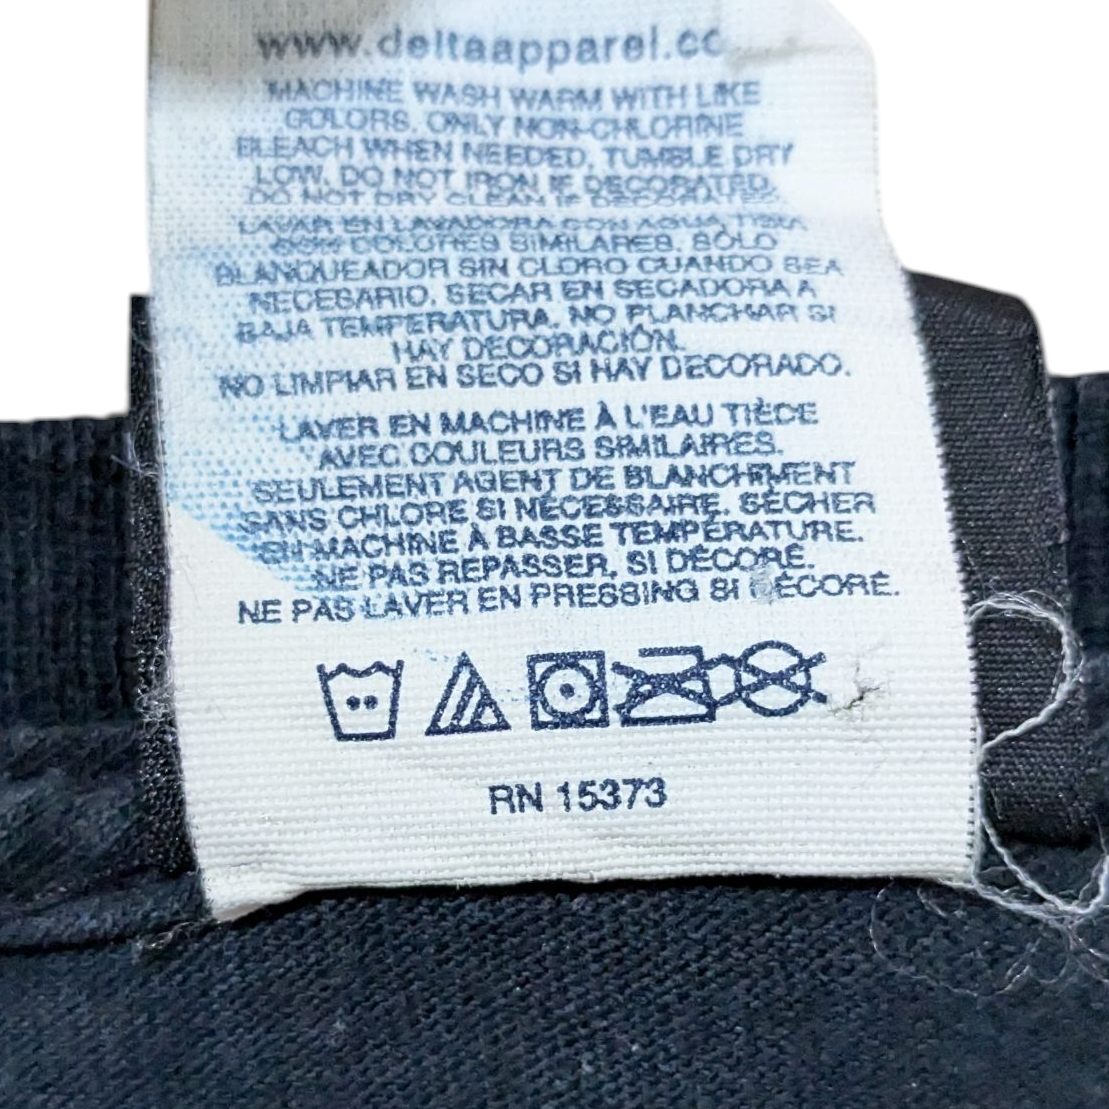 www.deltaapparel.co
MACHINE WASH WARM WITH LIKE
COLORS. ONLY NON-CHLORINE
BLEACH WHEN NEEDED. TUMBLE DRY
LOW. DO NOT IRON IF DECORATED.
DO NOT DRY CLEAN IF DECORATED.
LAVAR EN LAVADORA CON AGUA TIBIA
CON COLORES SIMILARES. SÓLO
BLANQUEADOR SIN CLORO CUANDO SEA
NECESARIO. SECAR EN SECADORA A
BAJA TEMPERATURA. NO PLANCHAR SI
HAY DECORACIÓN.
NO LIMPIAR EN SECO SI HAY DECORADO.
LAVER EN MACHINE À L'EAU TIÈDE
AVEC COULEURS SIMILAIRES.
SEULEMENT AGENT DE BLANCHIMENT
SANS CHLORE SI NÉCESSAIRE. SÉCHER
EN MACHINE À BASSE TEMPÉRATURE.
NE PAS REPASSER, SI DÉCORÉ.
NE PAS LAVER EN PRESSING SI DÉCORÉ.
RN 15373